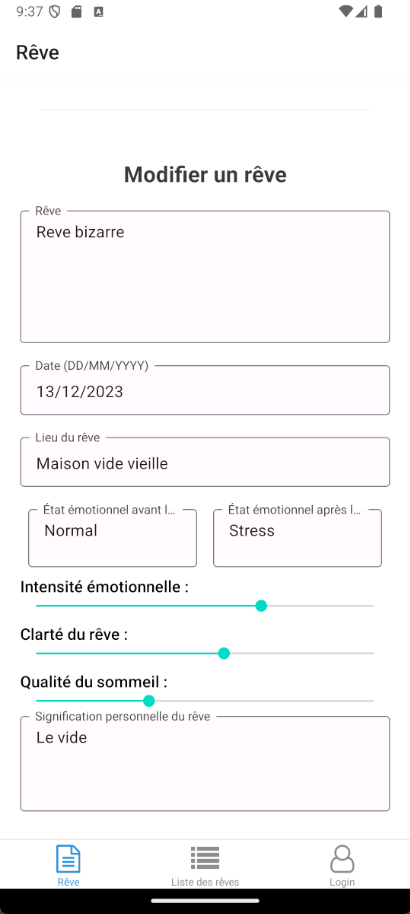 9:37
Rêve
Modifier un rêve
Rêve
Reve bizarre
Date (DD/MM/YYYY)
13/12/2023
Lieu du rêve
Maison vide vieille
État émotionnel avant l... État émotionnel après l...
Normal Stress
Intensité émotionnelle :
Clarté du rêve :
Qualité du sommeil :
Signification personnelle du rêve
Le vide
Rêve Liste des rêves Login